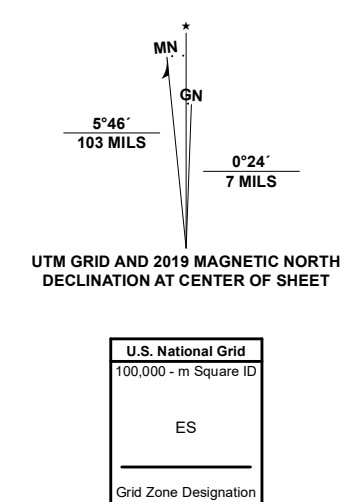 ★
MN
GN
5°46´
103 MILS
0°24´
7 MILS
UTM GRID AND 2019 MAGNETIC NORTH
DECLINATION AT CENTER OF SHEET
U.S. National Grid
100,000 - m Square ID
ES
Grid Zone Designation